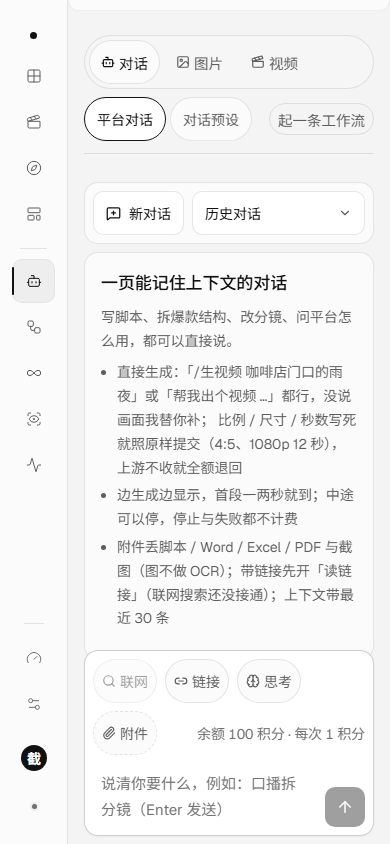 对话
图片
视频
平台对话
对话预设
起一条工作流
新对话
历史对话
一页能记住上下文的对话
写脚本、拆爆款结构、改分镜、问平台怎
么用，都可以直接说。
直接生成：「/生视频 咖啡店门口的雨
夜」或「帮我出个视频 …」都行，没说
画面我替你补； 比例 / 尺寸 / 秒数写死
就照原样提交（4:5、1080p 12 秒），
上游不收就全额退回
边生成边显示，首段一两秒就到；中途
可以停，停止与失败都不计费
附件丢脚本 / Word / Excel / PDF 与截
图（图不做 OCR）；带链接先开「读链
接」（联网搜索还没接通）；上下文带最
近 30 条
联网
链接
思考
附件
余额 100 积分 · 每次 1 积分
说清你要什么，例如：口播拆
分镜（Enter 发送）
截